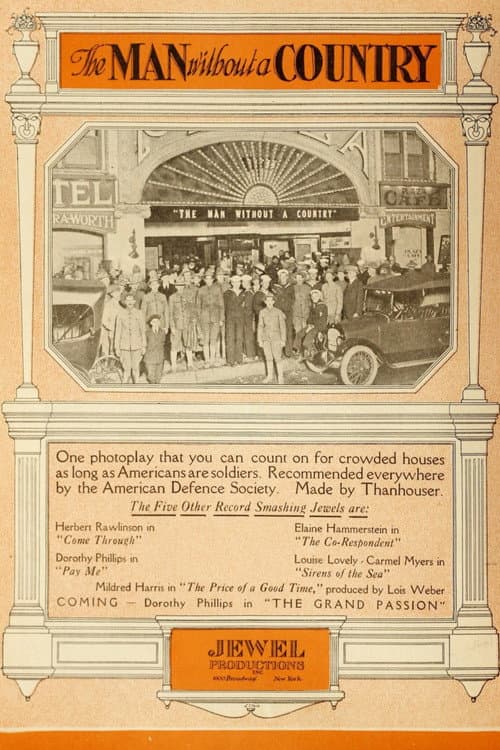 The MAN without a COUNTRY
TEL
RA-WORTH
"THE MAN WITHOUT A COUNTRY"
CAFE
ENTERTAINMENT
One photoplay that you can count on for crowded houses
as long as Americans are soldiers. Recommended everywhere
by the American Defence Society. Made by Thanhouser.
The Five Other Record Smashing Jewels are:
Herbert Rawlinson in
"Come Through"
Elaine Hammerstein in
"The Co-Respondent"
Dorothy Phillips in
"Pay Me"
Louise Lovely - Carmel Myers in
"Sirens of the Sea"
Mildred Harris in "The Price of a Good Time," produced by Lois Weber
COMING — Dorothy Phillips in "THE GRAND PASSION"
JEWEL
PRODUCTIONS
INC
1600 Broadway New York